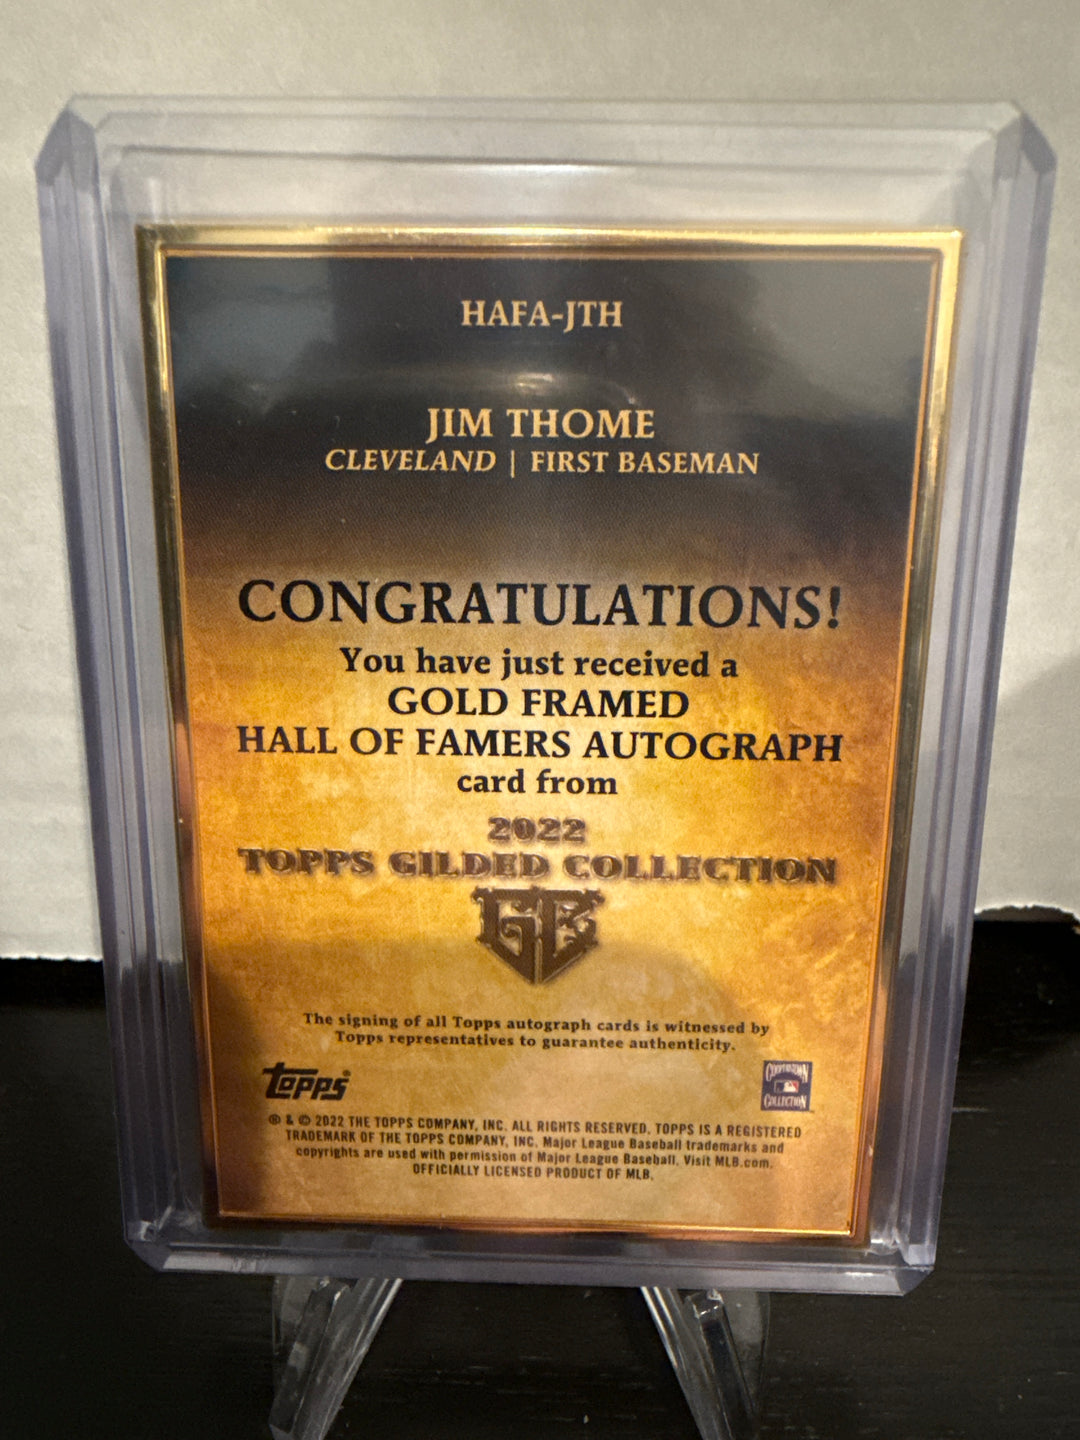 HAFA-JTH
JIM THOME
CLEVELAND | FIRST BASEMAN
CONGRATULATIONS!
You have just received a
GOLD FRAMED
HALL OF FAMERS AUTOGRAPH
card from
2022
TOPPS GILDED COLLECTION
GC
The signing of all Topps autograph cards is witnessed by
Topps representatives to guarantee authenticity.
topps®
COOPERSTOWN
COLLECTION™
® & © 2022 THE TOPPS COMPANY, INC. ALL RIGHTS RESERVED. TOPPS IS A REGISTERED
TRADEMARK OF THE TOPPS COMPANY, INC. Major League Baseball trademarks and
copyrights are used with permission of Major League Baseball. Visit MLB.com.
OFFICIALLY LICENSED PRODUCT OF MLB.